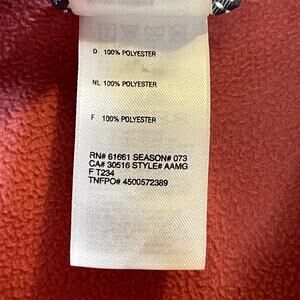 D 100% POLYESTER
NL 100% POLYESTER
F 100% POLYESTER
RN# 61661 SEASON# 073
CA# 30516 STYLE# AAMG
F T234
TNFPO# 4500572389